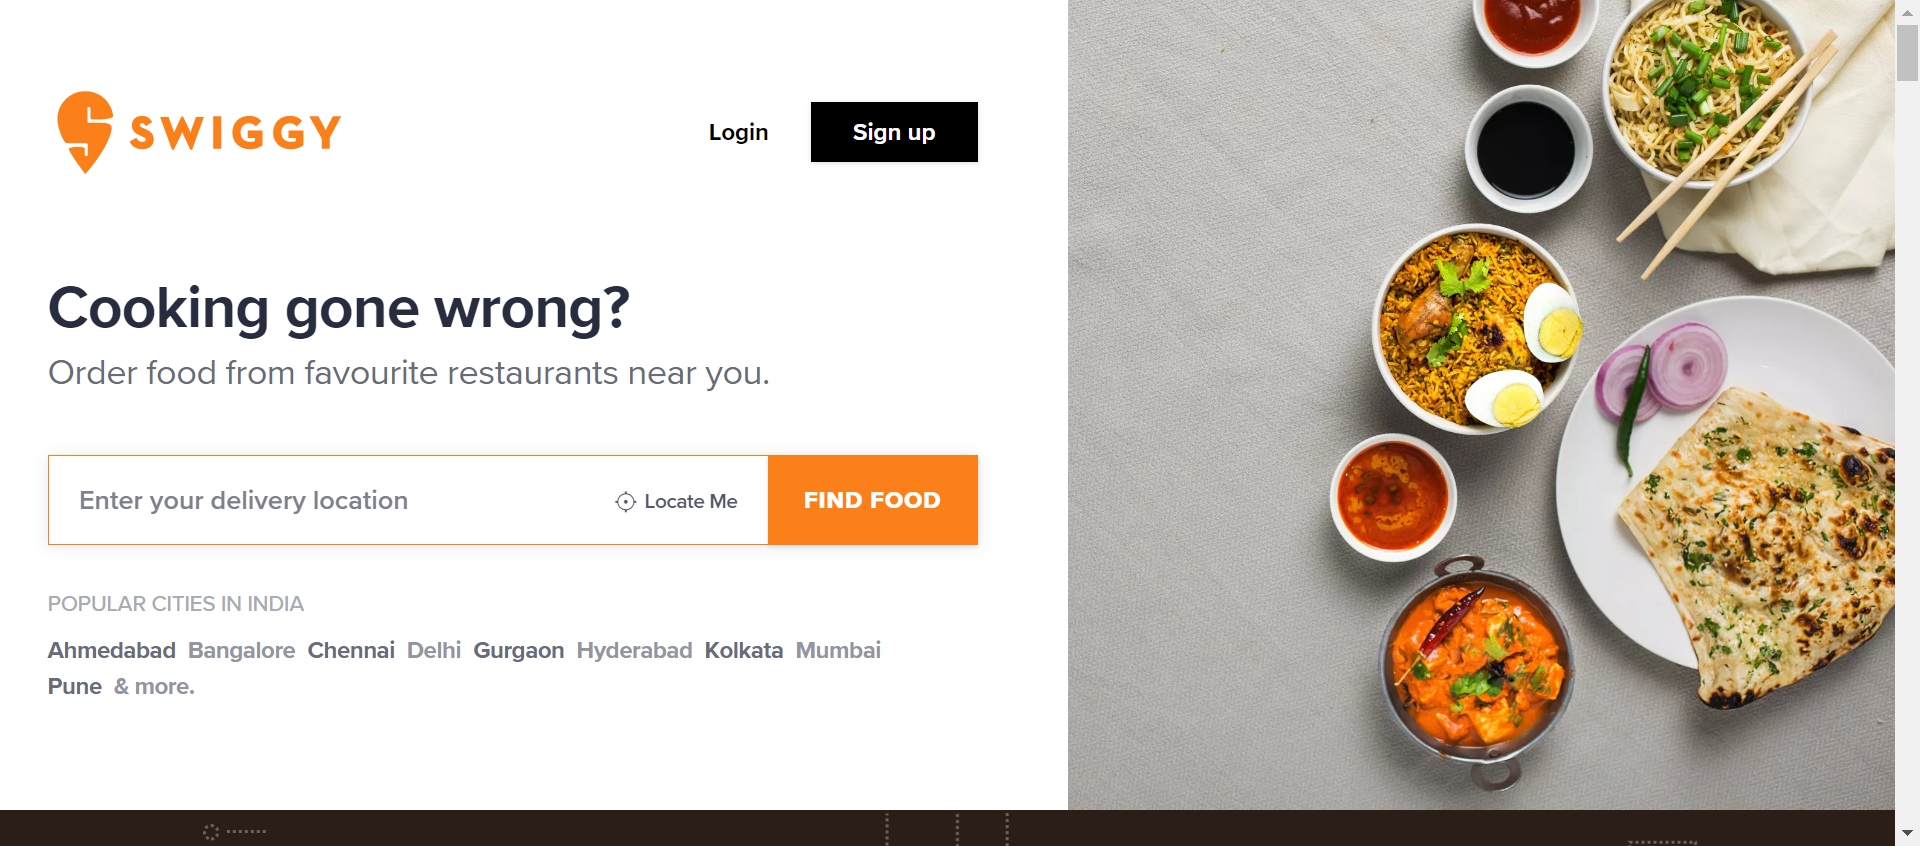 SWIGGY
Login
Sign up
Cooking gone wrong?
Order food from favourite restaurants near you.
Enter your delivery location
Locate Me
FIND FOOD
POPULAR CITIES IN INDIA
Ahmedabad Bangalore Chennai Delhi Gurgaon Hyderabad Kolkata Mumbai
Pune & more.